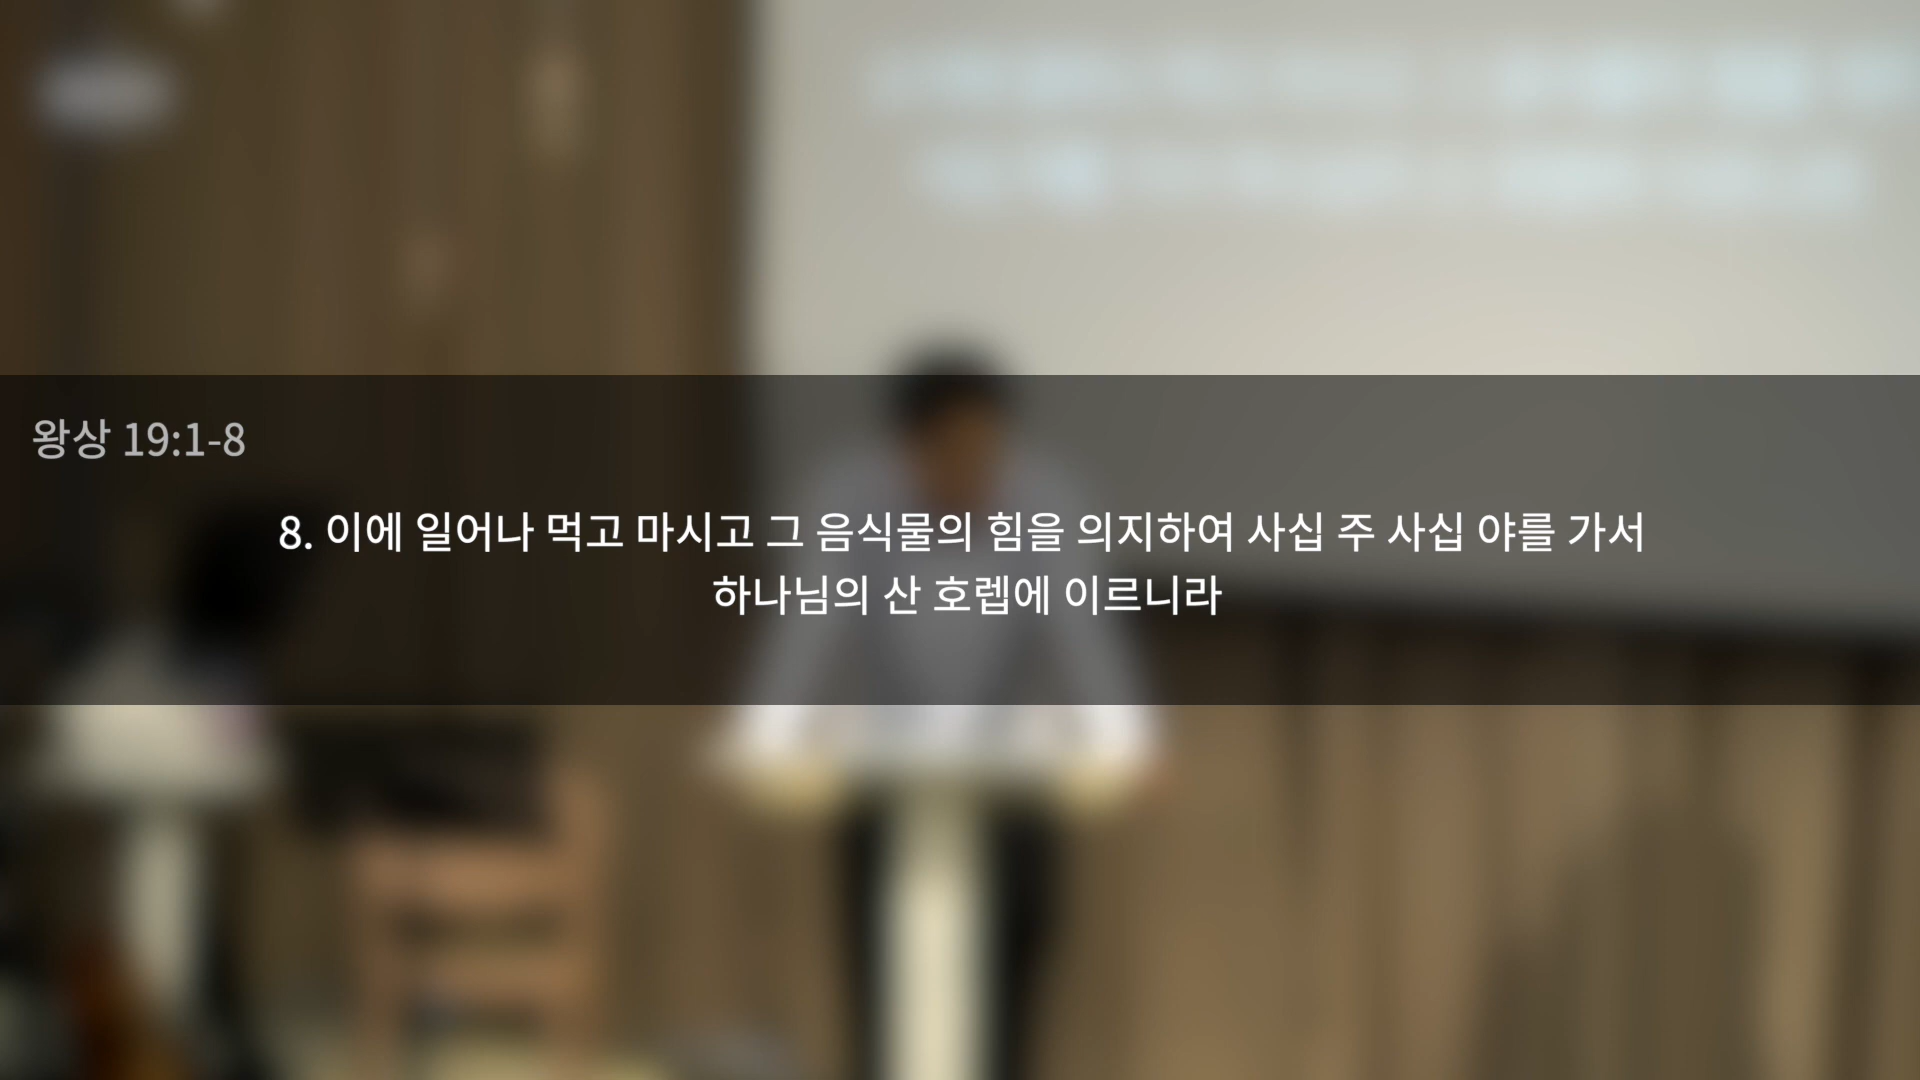 왕상 19:1-8
8. 이에 일어나 먹고 마시고 그 음식물의 힘을 의지하여 사십 주 사십 야를 가서
하나님의 산 호렙에 이르니라